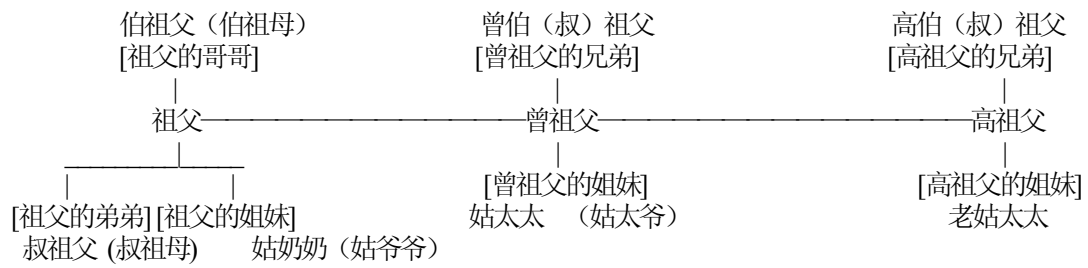 伯祖父（伯祖母） 曾伯（叔）祖父 高伯（叔）祖父
[祖父的哥哥] [曾祖父的兄弟] [高祖父的兄弟]
祖父 曾祖父 高祖父
[曾祖父的姐妹] [高祖父的姐妹]
[祖父的弟弟] [祖父的姐妹] 姑太太 （姑太爷） 老姑太太
叔祖父 (叔祖母) 姑奶奶（姑爷爷）